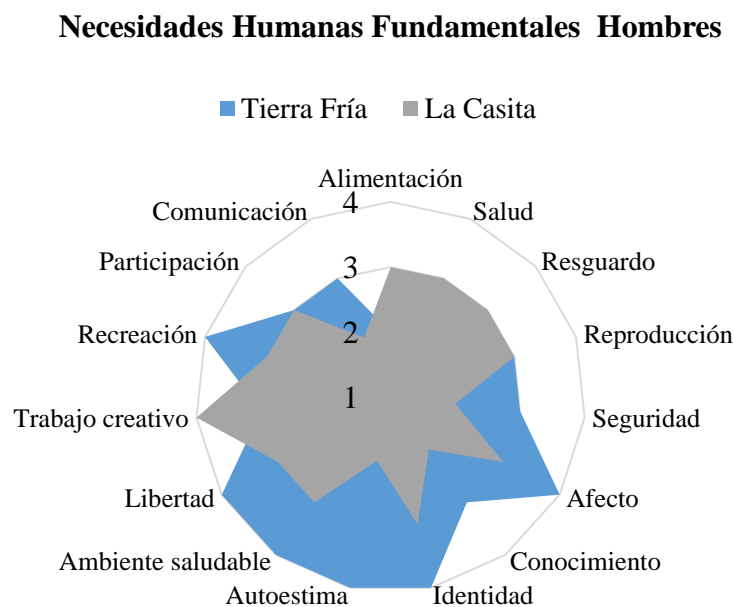 Necesidades Humanas Fundamentales Hombres
Tierra Fría La Casita
Alimentación
Salud
Resguardo
Reproducción
Seguridad
Afecto
Conocimiento
Identidad
Autoestima
Ambiente saludable
Libertad
Trabajo creativo
Recreación
Participación
Comunicación
4
3
2
1